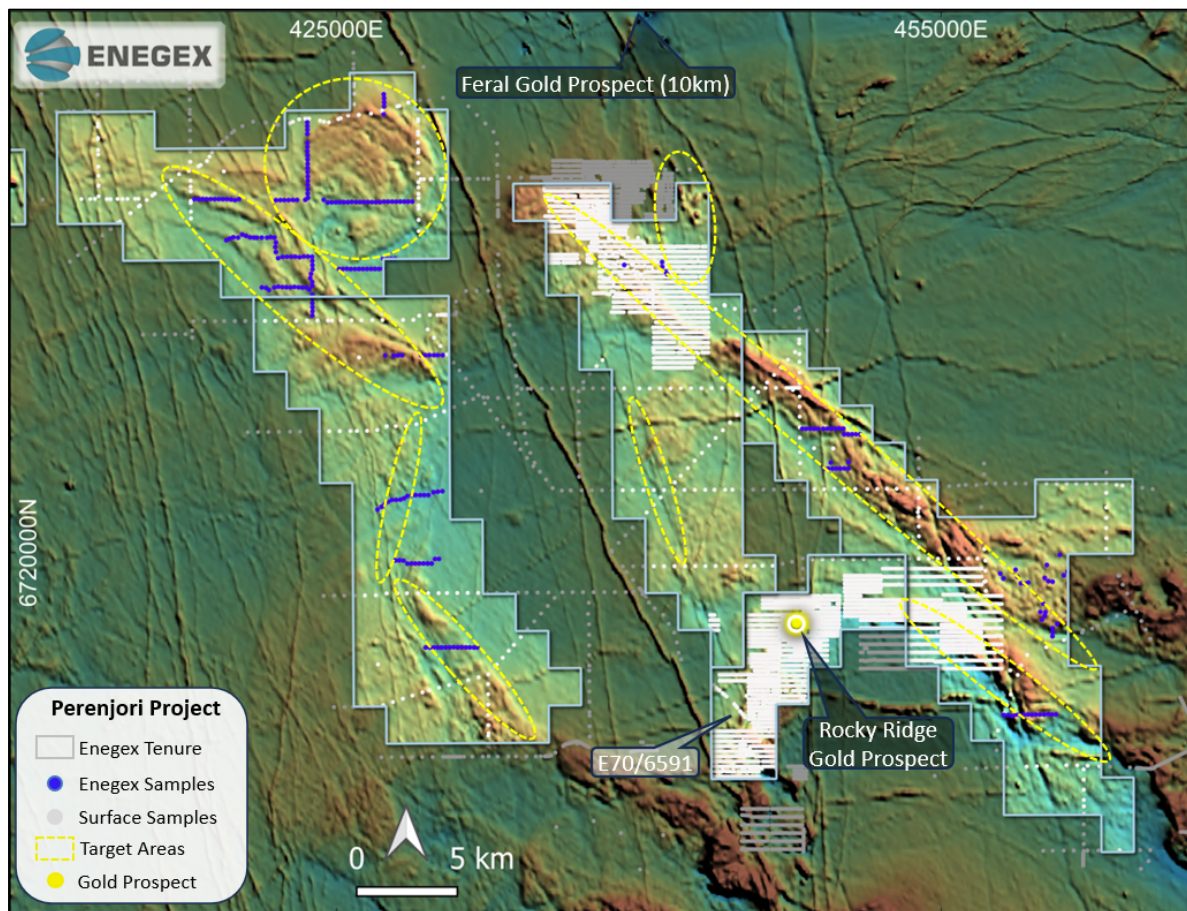 ENEGEX
425000E
455000E
Feral Gold Prospect (10km)
6720000N
Rocky Ridge
Gold Prospect
E70/6591
Perenjori Project
Enegex Tenure
Enegex Samples
Surface Samples
Target Areas
Gold Prospect
0 5 km